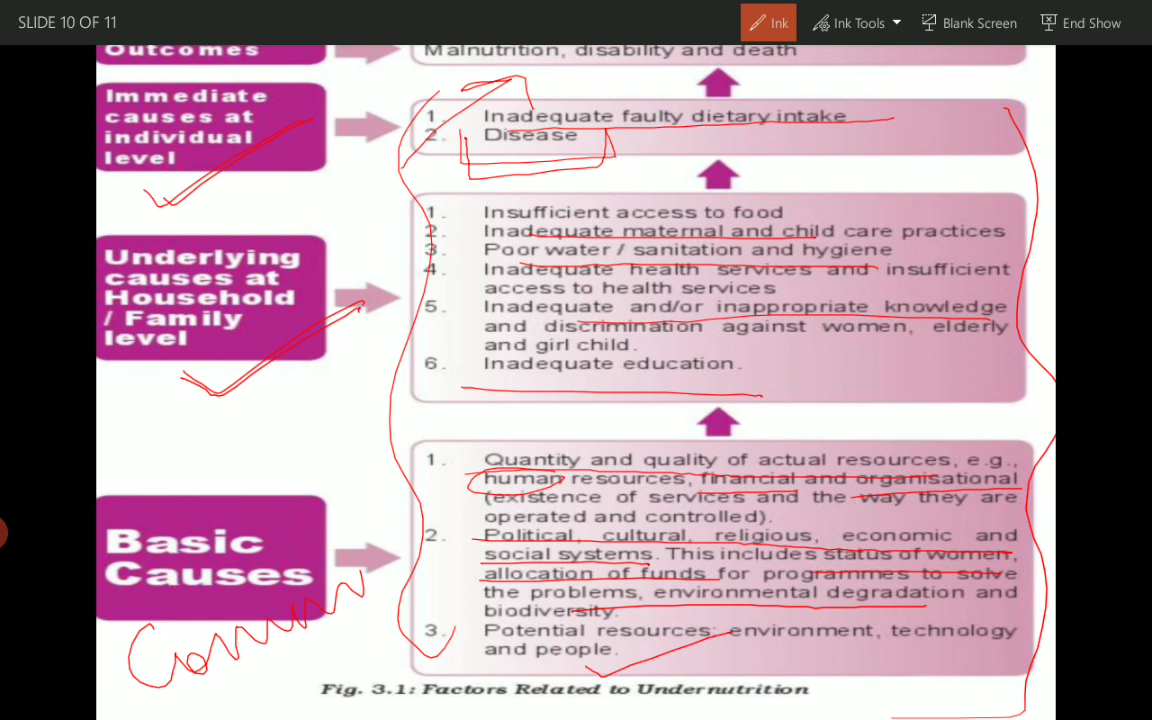 SLIDE 10 OF 11
Ink
Ink Tools
Blank Screen
End Show
Outcomes
Malnutrition, disability and death
Immediate
causes at
individual
level
1. Inadequate faulty dietary intake
2. Disease
Underlying
causes at
Household
/ Family
level
1. Insufficient access to food
2. Inadequate maternal and child care practices
3. Poor water / sanitation and hygiene
4. Inadequate health services and insufficient
access to health services
5. Inadequate and/or inappropriate knowledge
and discrimination against women, elderly
and girl child.
6. Inadequate education.
Basic
Causes
1. Quantity and quality of actual resources, e.g.,
human resources, financial and organisational
(existence of services and the way they are
operated and controlled).
2. Political, cultural, religious, economic and
social systems. This includes status of women,
allocation of funds for programmes to solve
the problems, environmental degradation and
biodiversity.
3. Potential resources: environment, technology
and people.
Fig. 3.1: Factors Related to Undernutrition